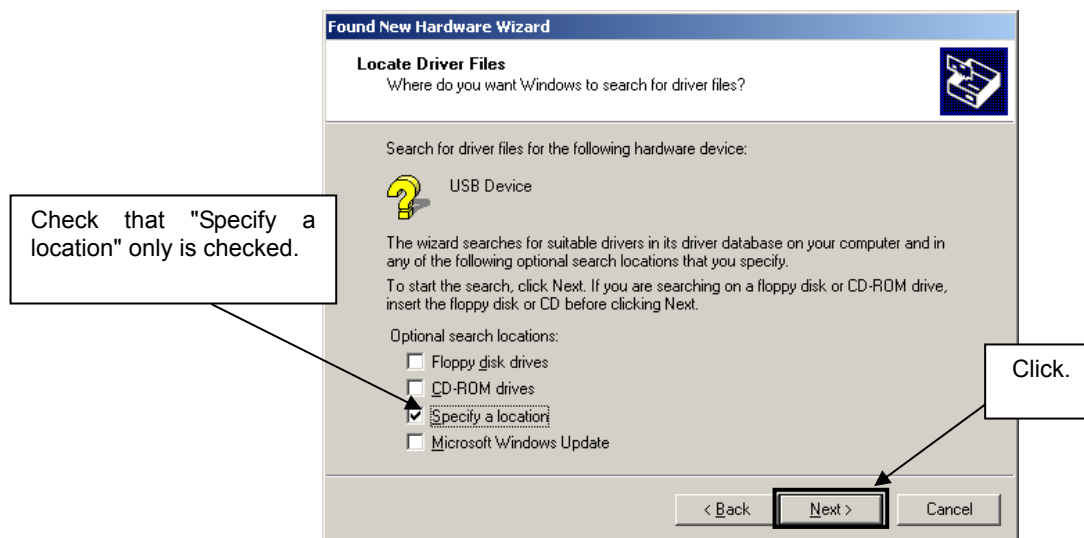 Found New Hardware Wizard
Locate Driver Files
Where do you want Windows to search for driver files?
Search for driver files for the following hardware device:
USB Device
Check that "Specify a
location" only is checked.
The wizard searches for suitable drivers in its driver database on your computer and in
any of the following optional search locations that you specify.
To start the search, click Next. If you are searching on a floppy disk or CD-ROM drive,
insert the floppy disk or CD before clicking Next.
Optional search locations:
Floppy disk drives
CD-ROM drives
Specify a location
Microsoft Windows Update
Click.
< Back Next > Cancel